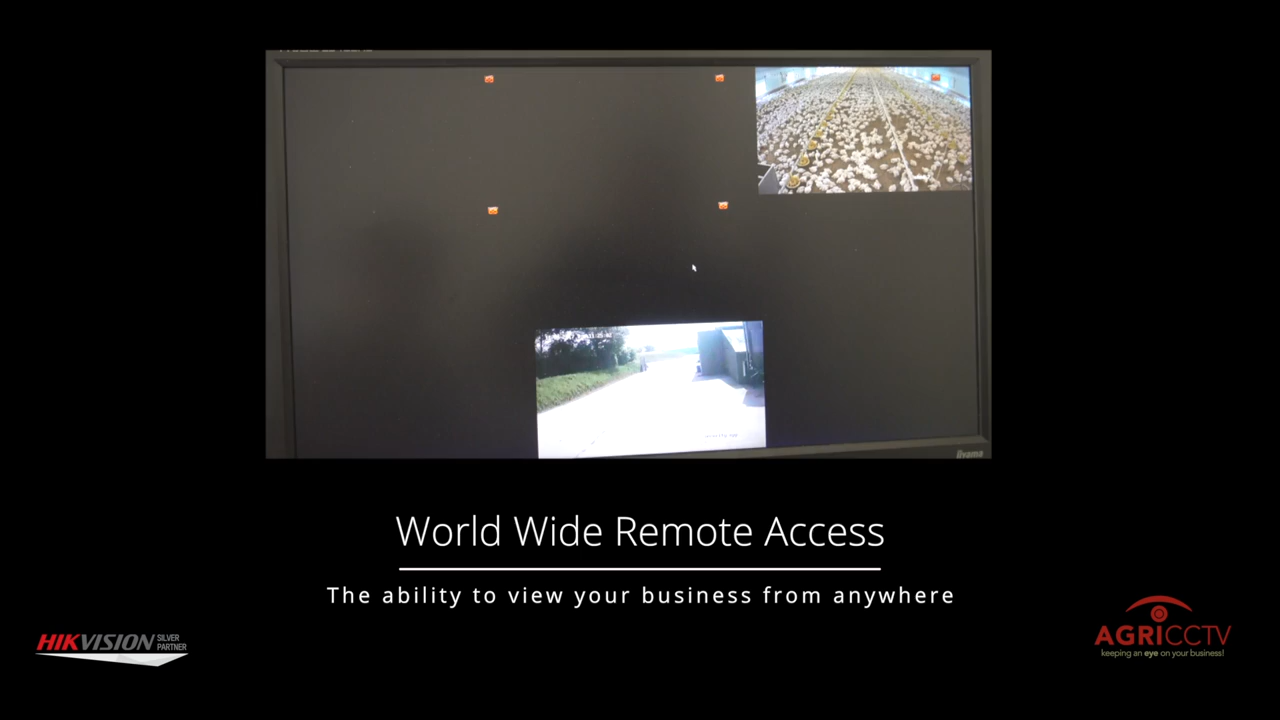 iiyama
World Wide Remote Access
The ability to view your business from anywhere
HIKVISION SILVER PARTNER
AGRICCTV
keeping an eye on your business!